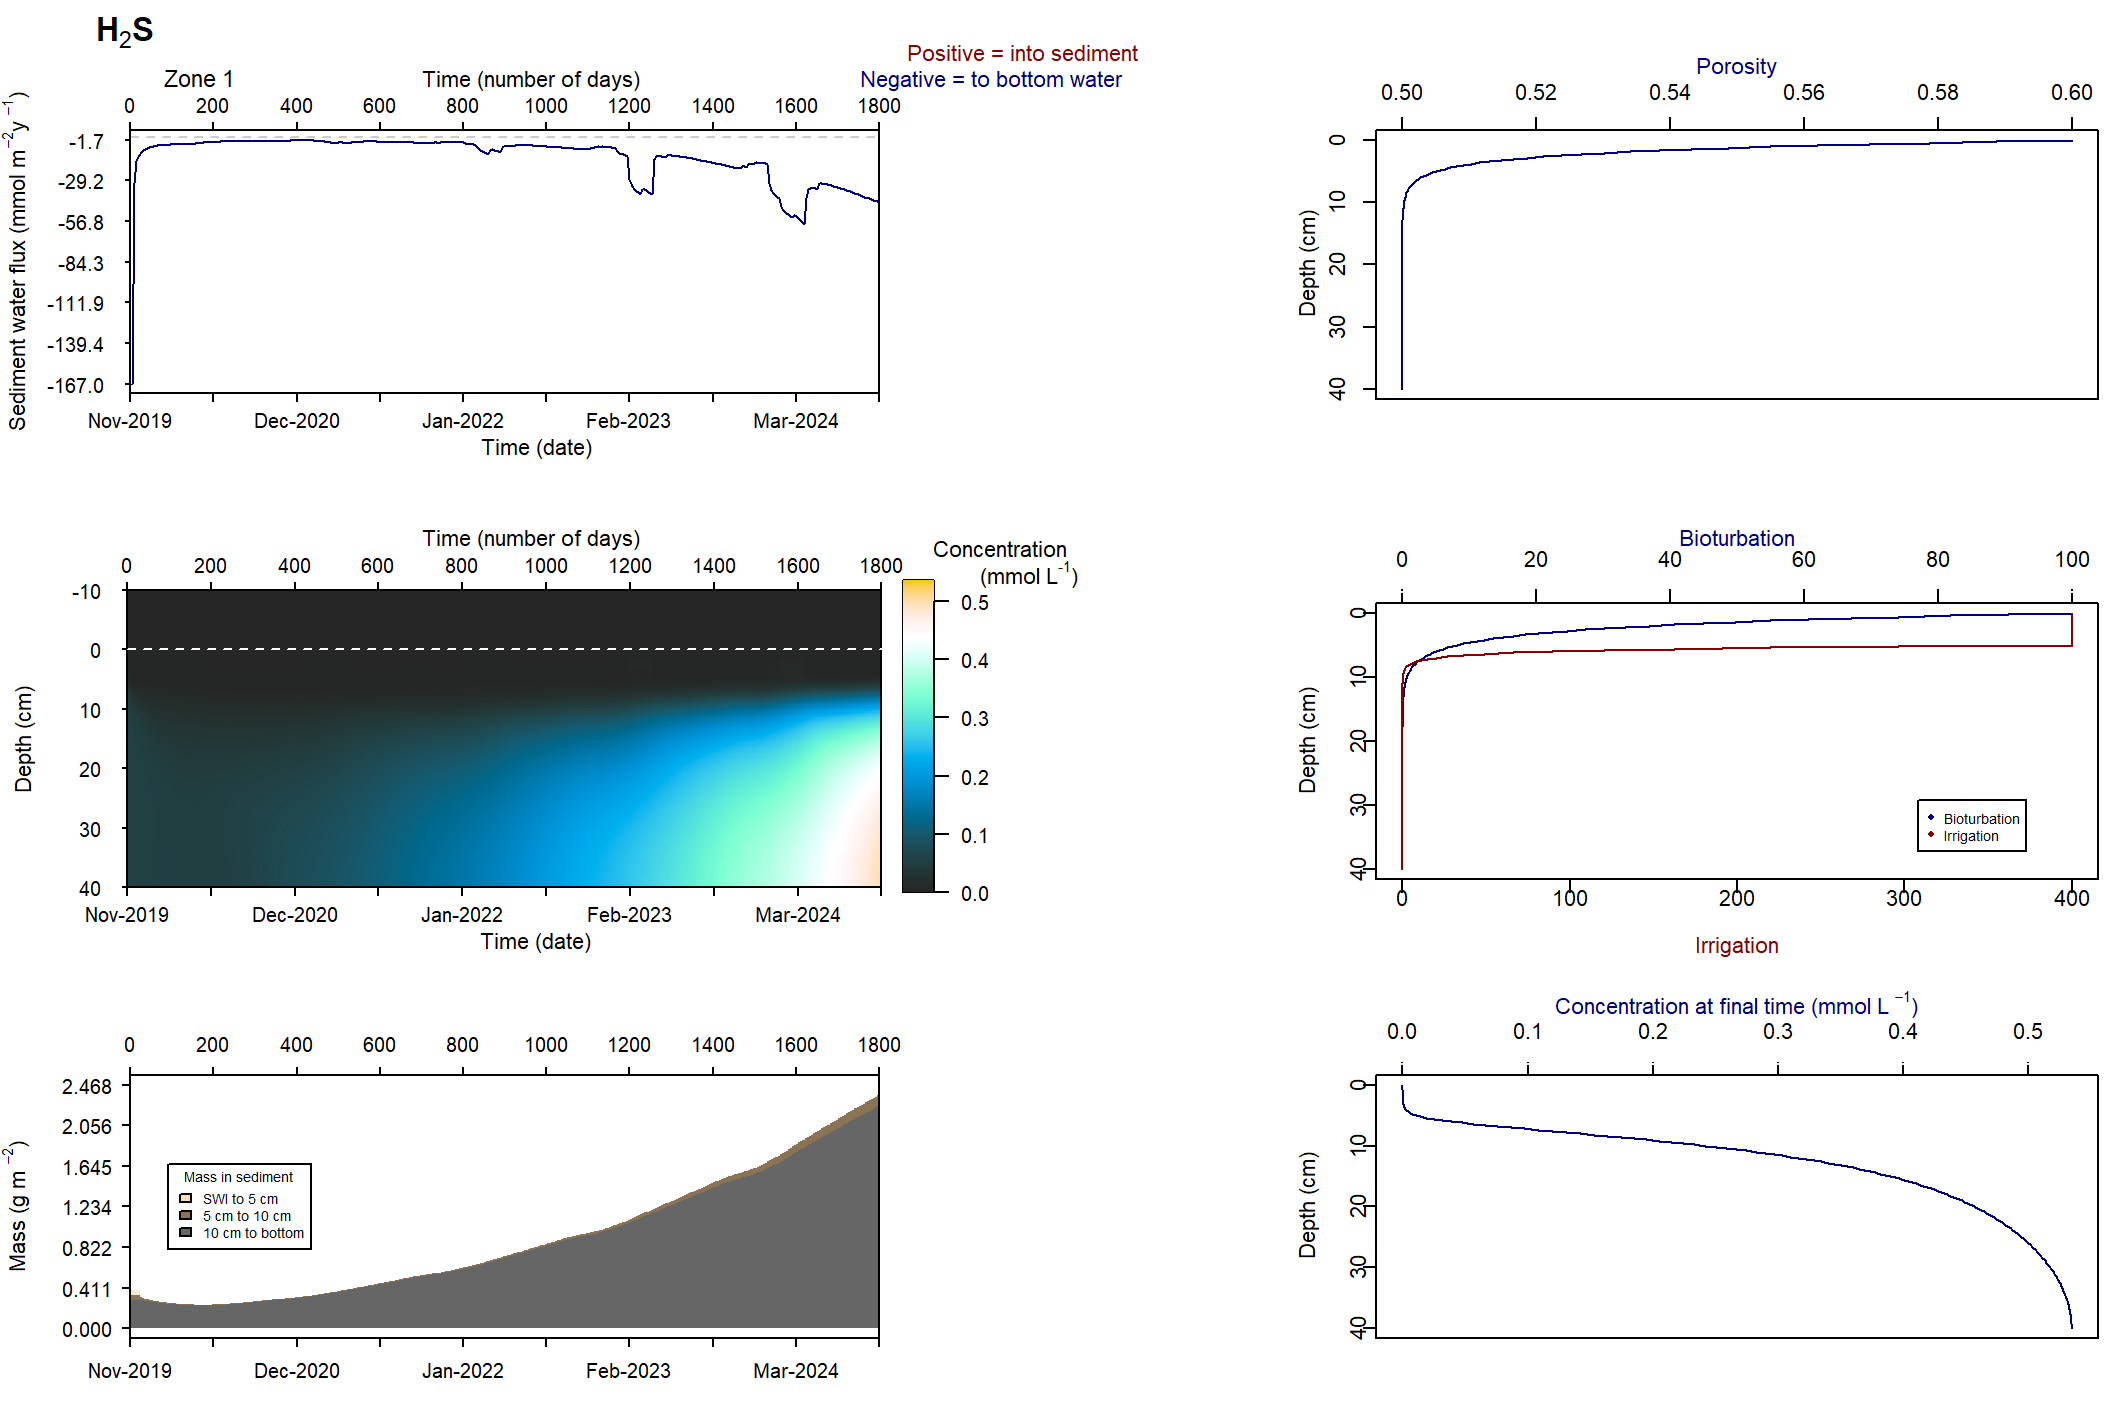 H₂S
Positive = into sediment
Zone 1
Time (number of days)
Negative = to bottom water
0 200 400 600 800 1000 1200 1400 1600 1800
Sediment water flux (mmol m⁻²y⁻¹)
-1.7
-29.2
-56.8
-84.3
-111.9
-139.4
-167.0
Nov-2019 Dec-2020 Jan-2022 Feb-2023 Mar-2024
Time (date)
Porosity
0.50 0.52 0.54 0.56 0.58 0.60
Depth (cm)
0
10
20
30
40
Time (number of days)
0 200 400 600 800 1000 1200 1400 1600 1800
Concentration
(mmol L⁻¹)
Depth (cm)
-10
0
10
20
30
40
0.5
0.4
0.3
0.2
0.1
0.0
Nov-2019 Dec-2020 Jan-2022 Feb-2023 Mar-2024
Time (date)
Bioturbation
0 20 40 60 80 100
Depth (cm)
0
10
20
30
40
Bioturbation
Irrigation
0 100 200 300 400
Irrigation
0 200 400 600 800 1000 1200 1400 1600 1800
Mass (g m⁻²)
2.468
2.056
1.645
1.234
0.822
0.411
0.000
Mass in sediment
SWI to 5 cm
5 cm to 10 cm
10 cm to bottom
Nov-2019 Dec-2020 Jan-2022 Feb-2023 Mar-2024
Concentration at final time (mmol L⁻¹)
0.0 0.1 0.2 0.3 0.4 0.5
Depth (cm)
0
10
20
30
40